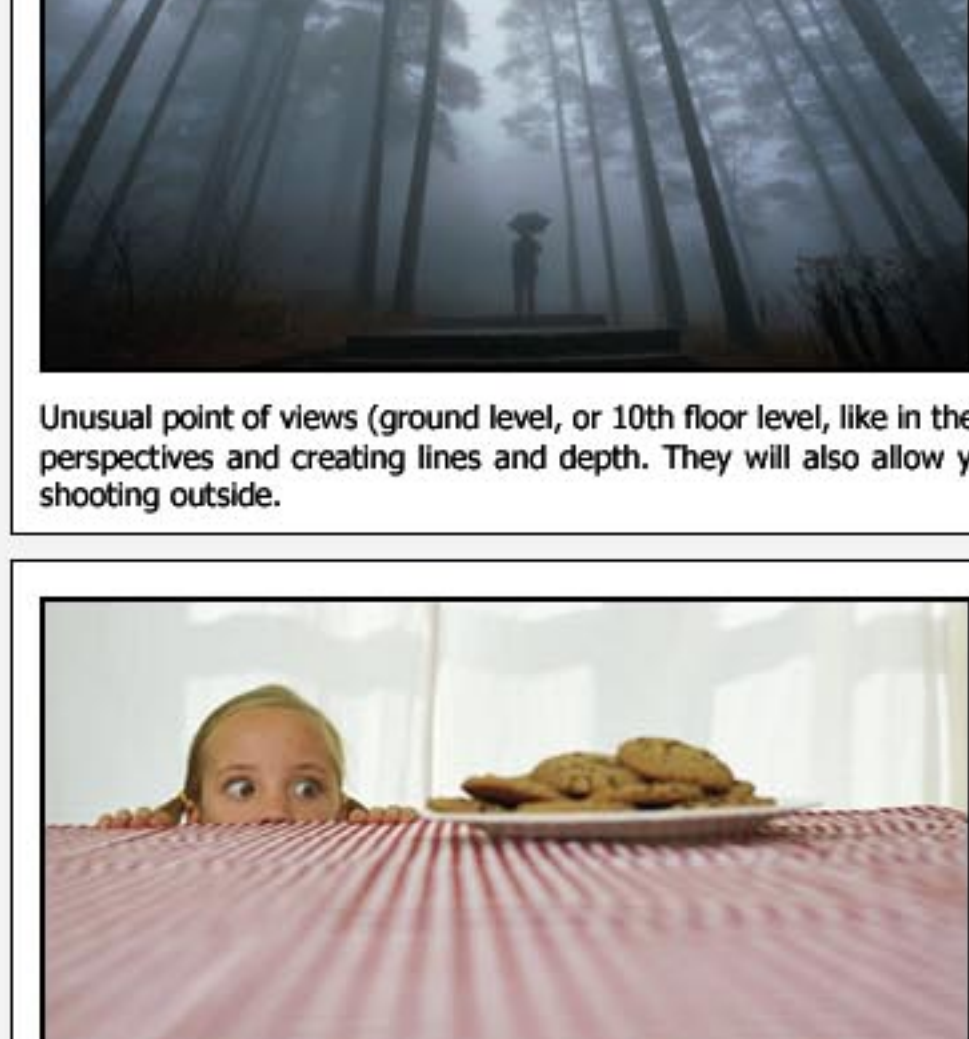 Unusual point of views (ground level, or 10th floor level, like in the
perspectives and creating lines and depth. They will also allow
shooting outside.